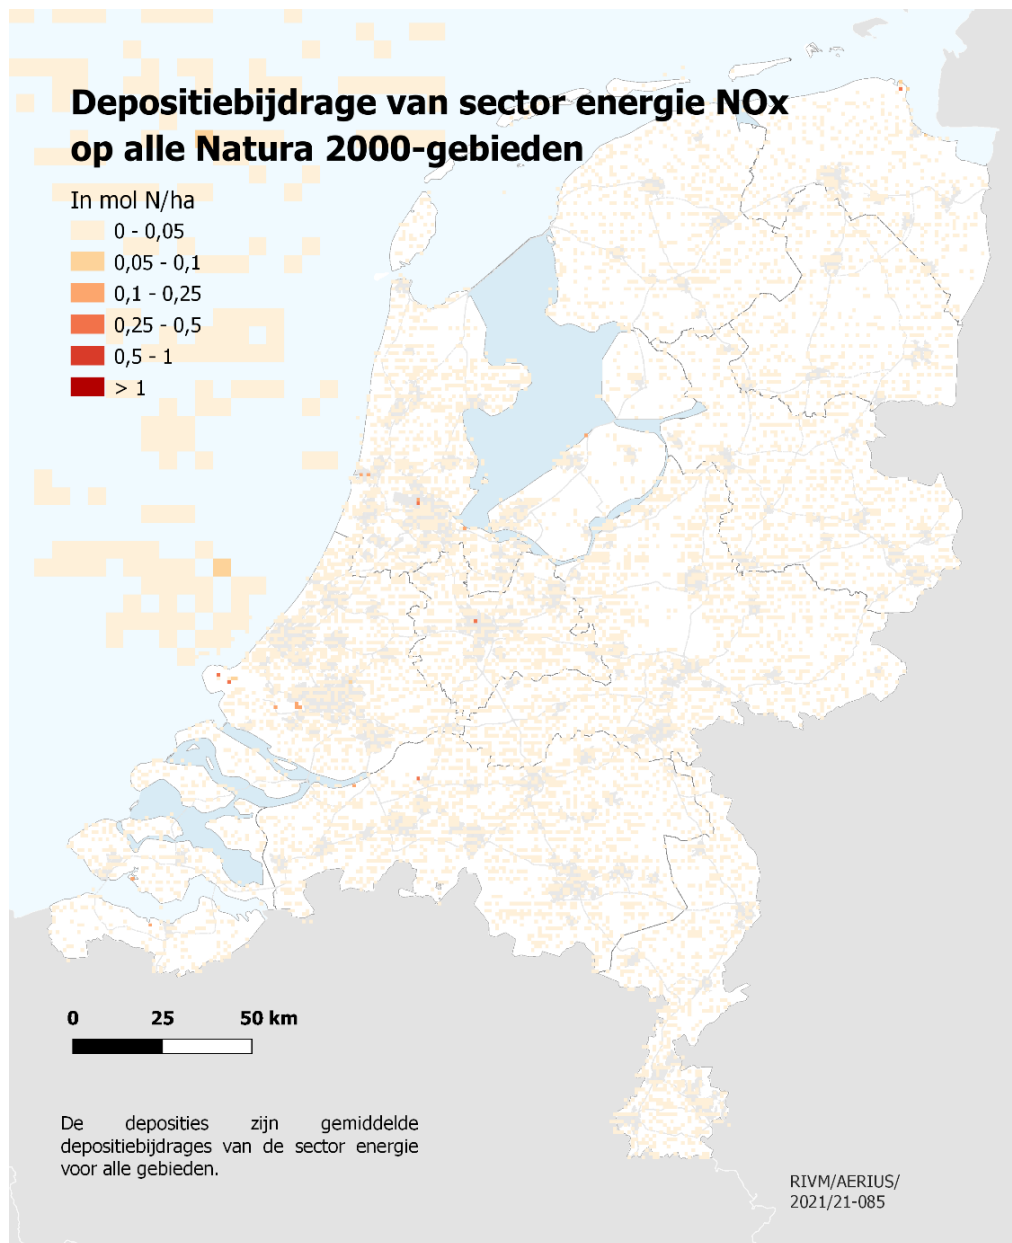 Depositiebijdrage van sector energie NOx
op alle Natura 2000-gebieden
In mol N/ha
0 - 0,05
0,05 - 0,1
0,1 - 0,25
0,25 - 0,5
0,5 - 1
> 1
0 25 50 km
De deposities zijn gemiddelde
depositiebijdrages van de sector energie
voor alle gebieden.
RIVM/AERIUS/
2021/21-085